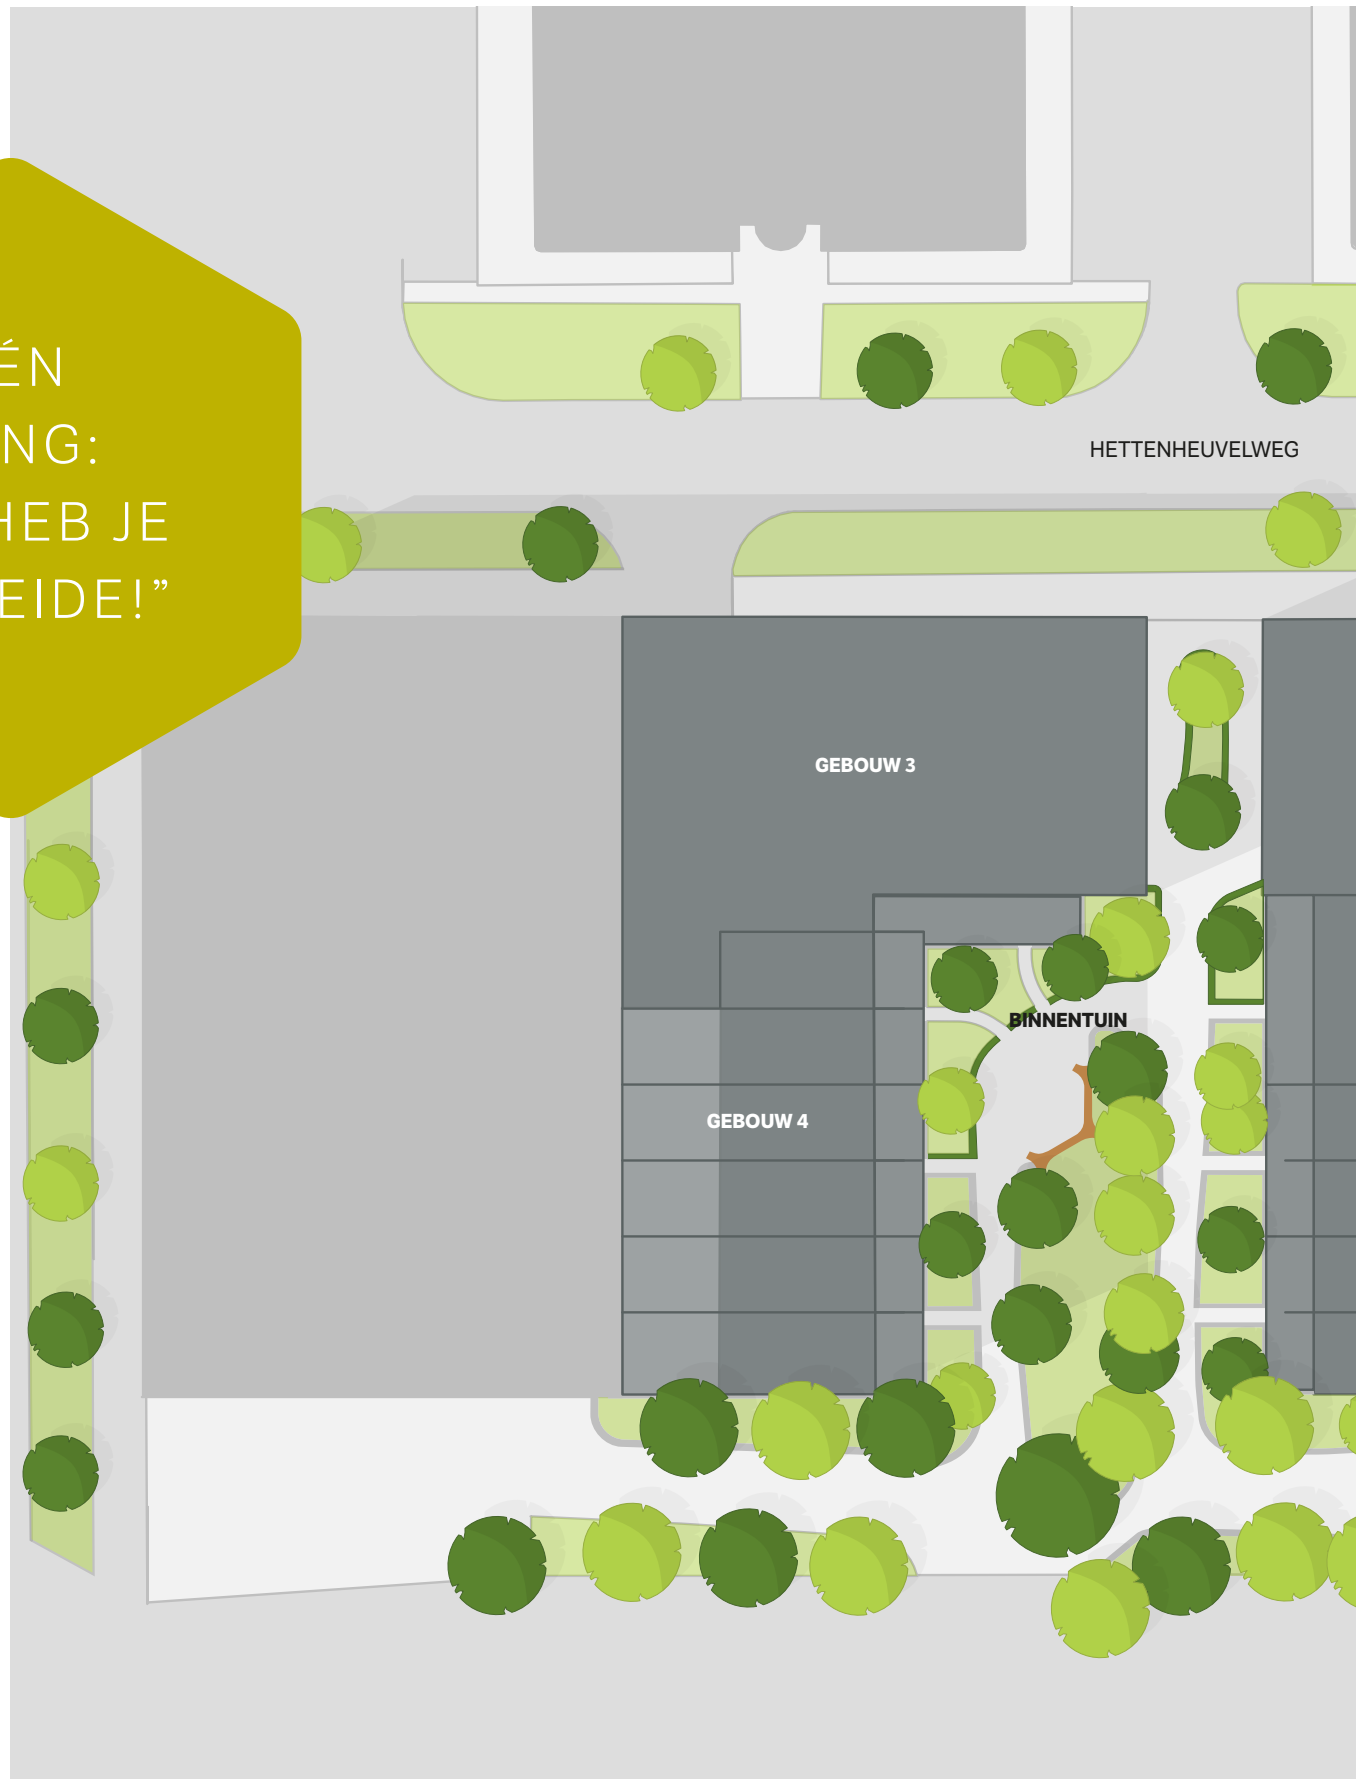 ÉN
NG:
HEB JE
EIDE!”
HETTENHEUVELWEG
GEBOUW 3
BINNENTUIN
GEBOUW 4